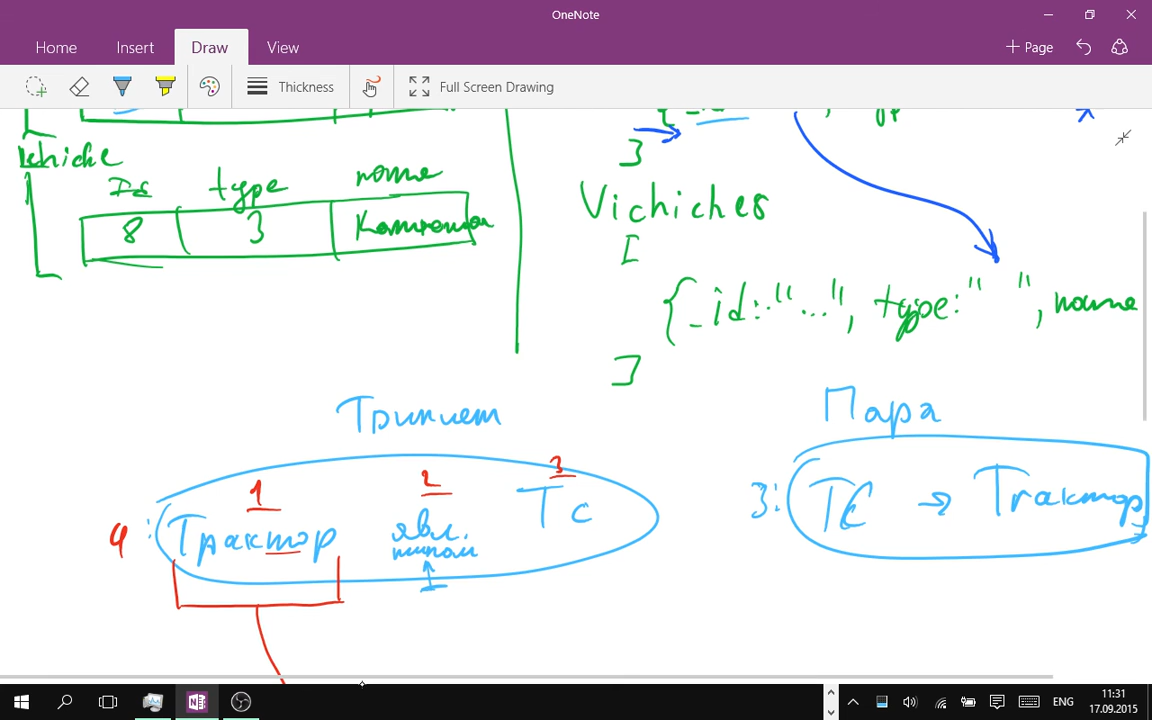 OneNote
Home Insert Draw View
Page
Thickness
Full Screen Drawing
Id type name
8 3
]
Vichiches
[
{_id:"...", type:" ", name
]
Триплет
Пара
1 2 3
4: Трактор явл. типом ТС
3: ТС → Трактор
ENG
11:31
17.09.2015